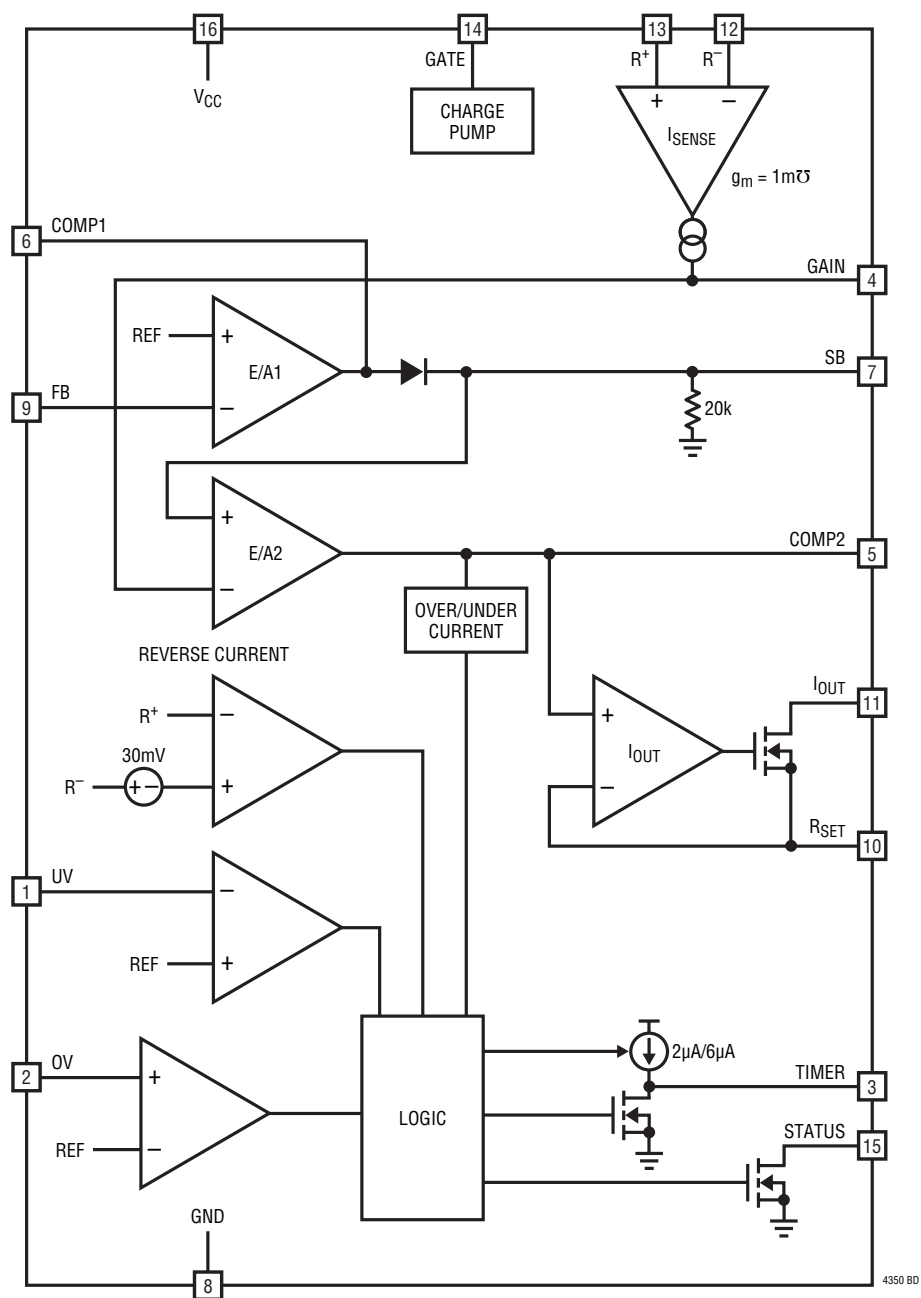 16
14
13
12
VCC
GATE
R+
R−
CHARGE
PUMP
+
−
ISENSE
gm = 1m℧
6
COMP1
GAIN
4
REF
+
E/A1
−
SB
7
9
FB
20k
+
E/A2
−
COMP2
5
OVER/UNDER
CURRENT
REVERSE CURRENT
R+
−
30mV
R−
+ −
+
+
IOUT
−
IOUT
11
RSET
10
1
UV
−
REF
+
2
OV
+
REF
−
LOGIC
2µA/6µA
TIMER
3
STATUS
15
GND
8
4350 BD